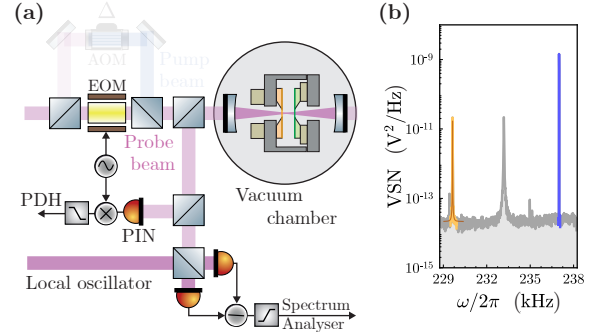 (a)
Δ
AOM
Pump
beam
EOM
Probe
beam
PDH
PIN
Vacuum
chamber
Local oscillator
Spectrum
Analyser
(b)
VSN (V²/Hz)
10⁻⁹
10⁻¹¹
10⁻¹³
10⁻¹⁵
229 232 235 238
ω/2π (kHz)